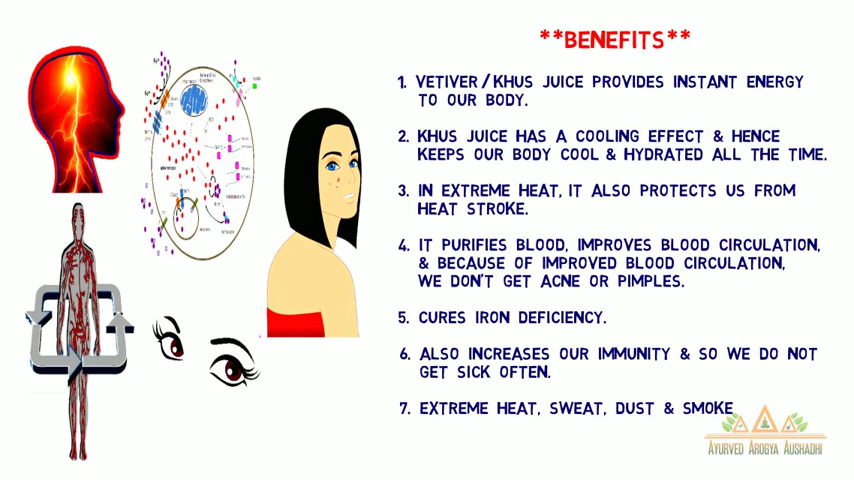 **BENEFITS**
1. VETIVER/KHUS JUICE PROVIDES INSTANT ENERGY
TO OUR BODY.
2. KHUS JUICE HAS A COOLING EFFECT & HENCE
KEEPS OUR BODY COOL & HYDRATED ALL THE TIME.
3. IN EXTREME HEAT, IT ALSO PROTECTS US FROM
HEAT STROKE.
4. IT PURIFIES BLOOD, IMPROVES BLOOD CIRCULATION,
& BECAUSE OF IMPROVED BLOOD CIRCULATION,
WE DON'T GET ACNE OR PIMPLES.
5. CURES IRON DEFICIENCY.
6. ALSO INCREASES OUR IMMUNITY & SO WE DO NOT
GET SICK OFTEN.
7. EXTREME HEAT, SWEAT, DUST & SMOKE
AYURVED AROGYA AUSHADHI